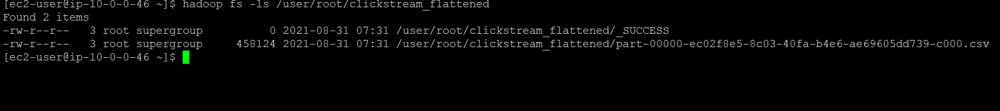 [ec2-user@ip-10-0-0-46 ~]$ hadoop fs -ls /user/root/clickstream_flattened
Found 2 items
-rw-r--r--   3 root supergroup          0 2021-08-31 07:31 /user/root/clickstream_flattened/_SUCCESS
-rw-r--r--   3 root supergroup     458124 2021-08-31 07:31 /user/root/clickstream_flattened/part-00000-ec02f8e5-8c03-40fa-b4e6-ae69605dd739-c000.csv
[ec2-user@ip-10-0-0-46 ~]$